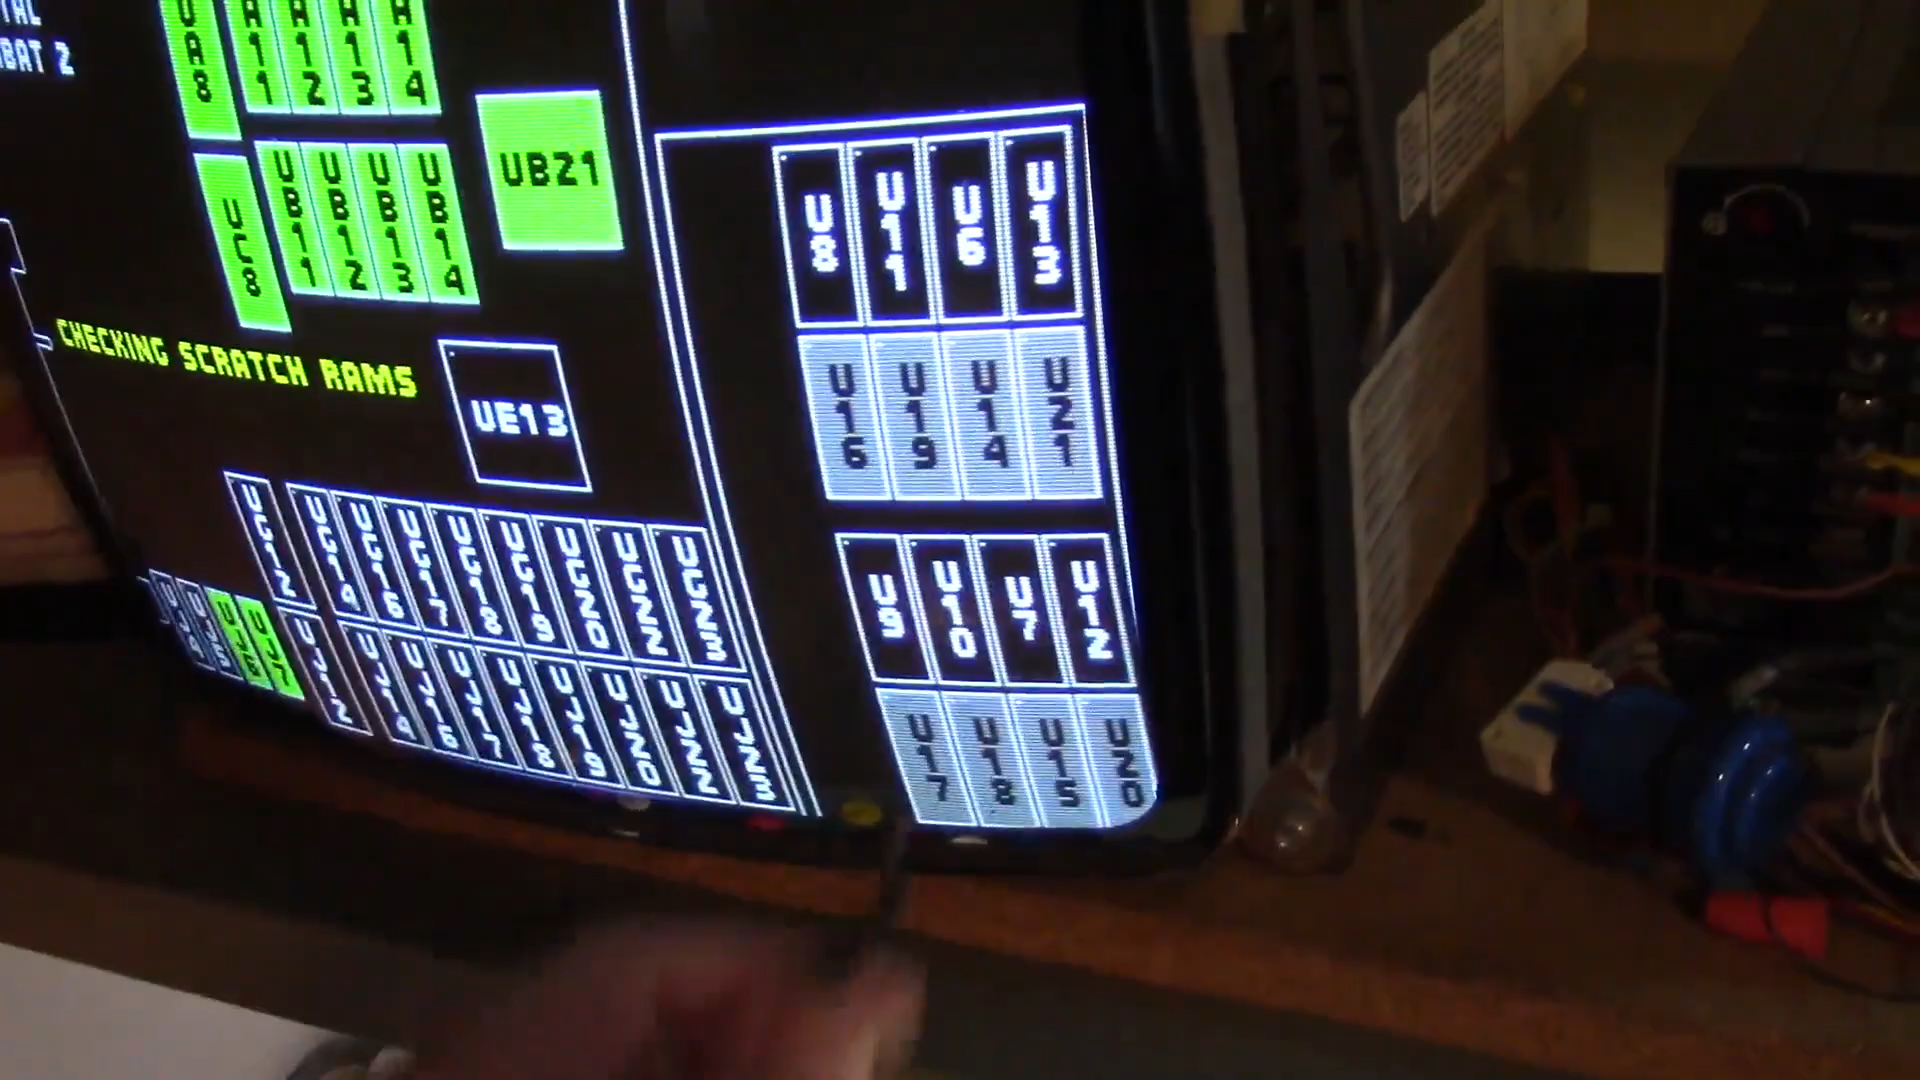 BAT 2
UA8
A11
A12
A13
A14
UC8
UB11
UB12
UB13
UB14
UB21
CHECKING SCRATCH RAMS
UE13
UG12
UG14
UG16
UG17
UG18
UG19
UG20
UG22
UG23
UJ6
UJ7
UJ12
UJ14
UJ16
UJ17
UJ18
UJ19
UJ20
UJ22
UJ23
U8
U11
U6
U13
U16
U19
U14
U21
U9
U10
U7
U12
U17
U18
U15
U20